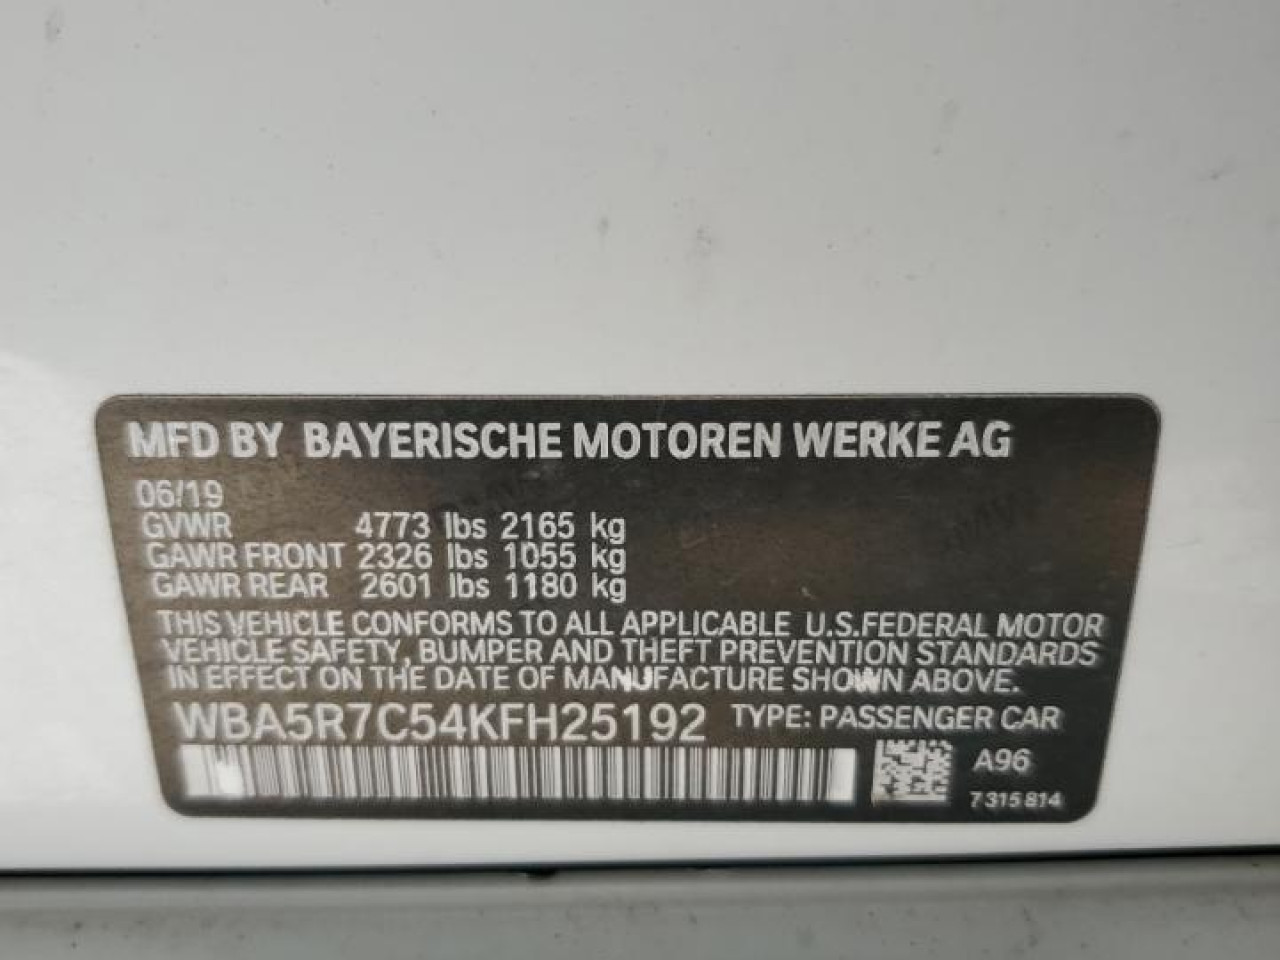 MFD BY BAYERISCHE MOTOREN WERKE AG
06/19
GVWR 4773 lbs 2165 kg
GAWR FRONT 2326 lbs 1055 kg
GAWR REAR 2601 lbs 1180 kg
THIS VEHICLE CONFORMS TO ALL APPLICABLE U.S.FEDERAL MOTOR
VEHICLE SAFETY, BUMPER AND THEFT PREVENTION STANDARDS
IN EFFECT ON THE DATE OF MANUFACTURE SHOWN ABOVE.
WBA5R7C54KFH25192 TYPE: PASSENGER CAR
A96
7 315 814